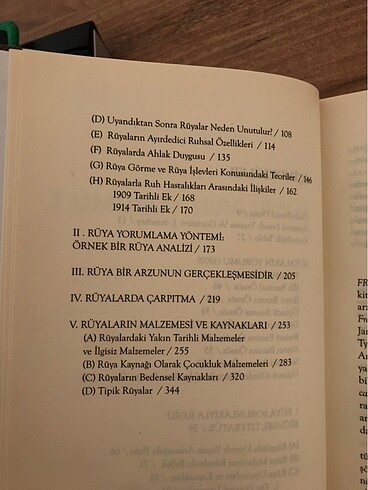 (D) Uyandıktan Sonra Rüyalar Neden Unutulur? / 108
(E) Rüyaların Ayırdedici Ruhsal Özellikleri / 114
(F) Rüyalarda Ahlak Duygusu / 135
(G) Rüya Görme ve Rüya İşlevleri Konusundaki Teoriler / 146
(H) Rüyalarla Ruh Hastalıkları Arasındaki İlişkiler / 162
1909 Tarihli Ek / 168
1914 Tarihli Ek / 170
II . RÜYA YORUMLAMA YÖNTEMİ:
ÖRNEK BİR RÜYA ANALİZİ / 173
III. RÜYA BİR ARZUNUN GERÇEKLEŞMESİDİR / 205
IV. RÜYALARDA ÇARPITMA / 219
V. RÜYALARIN MALZEMESİ VE KAYNAKLARI / 253
(A) Rüyalardaki Yakın Tarihli Malzemeler
ve İlgisiz Malzemeler / 255
(B) Rüya Kaynağı Olarak Çocukluk Malzemeleri / 283
(C) Rüyaların Bedensel Kaynakları / 320
(D) Tipik Rüyalar / 344